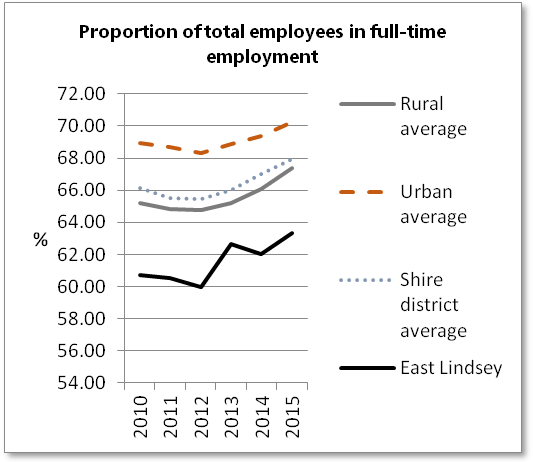 Proportion of total employees in full-time
employment
72.00
70.00
68.00
66.00
64.00
62.00
60.00
58.00
56.00
54.00
%
2010
2011
2012
2013
2014
2015
Rural
average
Urban
average
Shire
district
average
East Lindsey